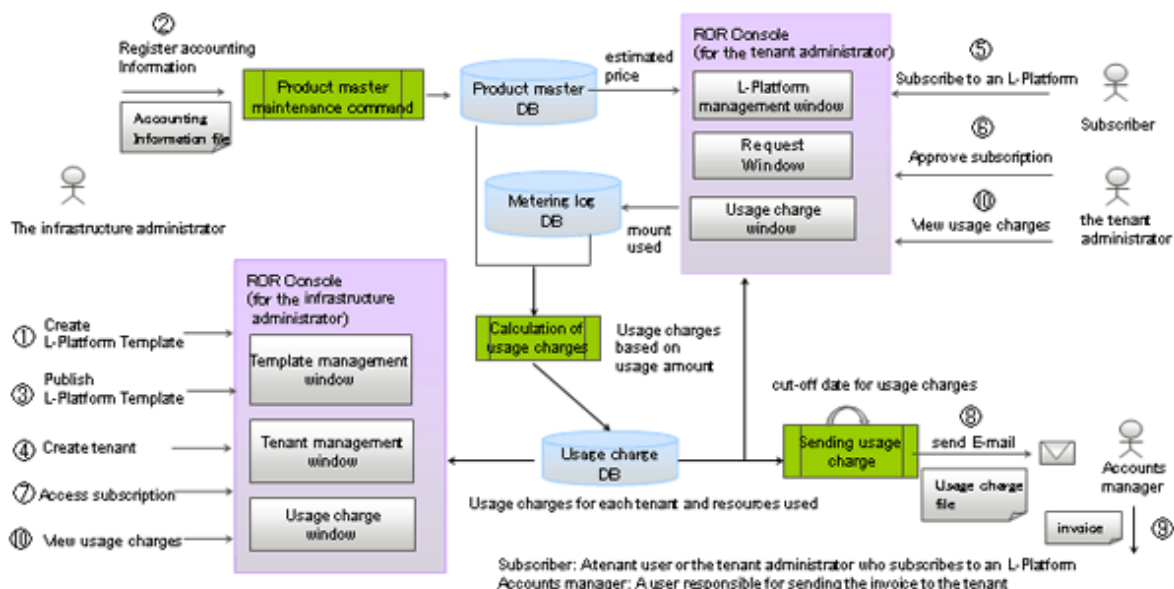 ②
Register accounting
Information
Accounting
Information file
Product master
maintenance command
Product master
DB
estimated
price
ROR Console
(for the tenant administrator)
L-Platform
management window
Request
Window
Usage charge
window
⑤
Subscribe to an L-Platform
Subscriber
⑥
Approve subscription
⑩
View usage charges
the tenant
administrator
The infrastructure administrator
Metering log
DB
mount
used
ROR Console
(for the infrastructure
administrator)
① Create
L-Platform Template
③ Publish
L-Platform Template
④ Create tenant
⑦ Access subscription
⑩ View usage charges
Template management
window
Tenant management
window
Usage charge
window
Calculation of
usage charges
Usage charges
based on
usage amount
Usage charge
DB
Usage charges for each tenant and resources used
cut-off date for usage charges
Sending usage
charge
⑧
send E-mail
Usage charge
file
Accounts
manager
invoice
⑨
Subscriber: Atenant user or the tenant administrator who subscribes to an L-Platform
Accounts manager: A user responsible for sending the invoice to the tenant